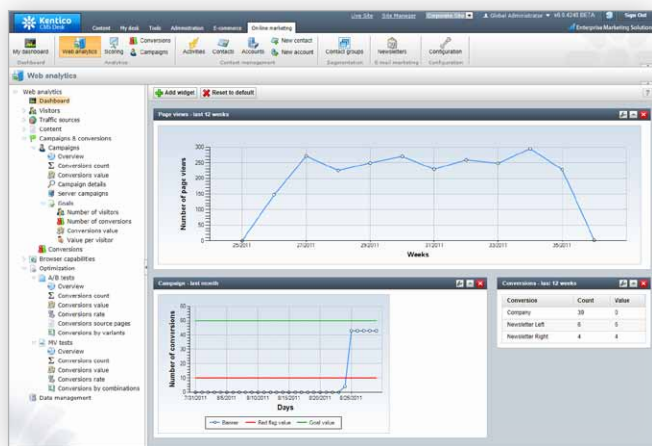 Kentico
CMS Desk
Live Site
Site Manager
Corporate Site
Global Administrator
v6.0.4245 BETA
Sign Out
Content My desk Tools Administration E-commerce On-line marketing
Enterprise Marketing Solution
My dashboard
Web analytics
Scoring
Conversions
Campaigns
Activities
Contacts
Accounts
New contact
New account
Contact groups
Newsletters
Configuration
Dashboard
Contact management
Segmentation
E-mail marketing
Configuration
Web analytics
Web analytics
Dashboard
Visitors
Traffic sources
Content
Campaigns & conversions
Campaigns
Overview
Conversions count
Conversions value
Campaign details
Server campaigns
Goals
Number of visitors
Number of conversions
Conversions value
Value per visitor
Conversions
Browser capabilities
Optimization
A/B tests
Overview
Conversions count
Conversions value
Conversions rate
Conversions source pages
Conversions by variants
MV tests
Overview
Conversions count
Conversions value
Conversions rate
Conversions by combinations
Data management
Add widget
Reset to default
?
Page views - last 12 weeks
Number of page views
300
250
200
150
100
50
0
25/2011 27/2011 29/2011 31/2011 33/2011 35/2011
Weeks
Campaign - last month
Number of conversions
60
50
40
30
20
10
0
7/31/2011 8/5/2011 8/10/2011 8/15/2011 8/20/2011 8/25/2011
Days
Banner Red flag value Goal value
Conversions - last 12 weeks
Conversion Count Value
Company 39 0
Newsletter Left
Newsletter Right 4 4